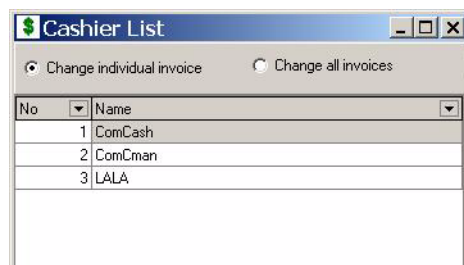 Cashier List
Change individual invoice Change all invoices
No Name
1 ComCash
2 ComCman
3 LALA